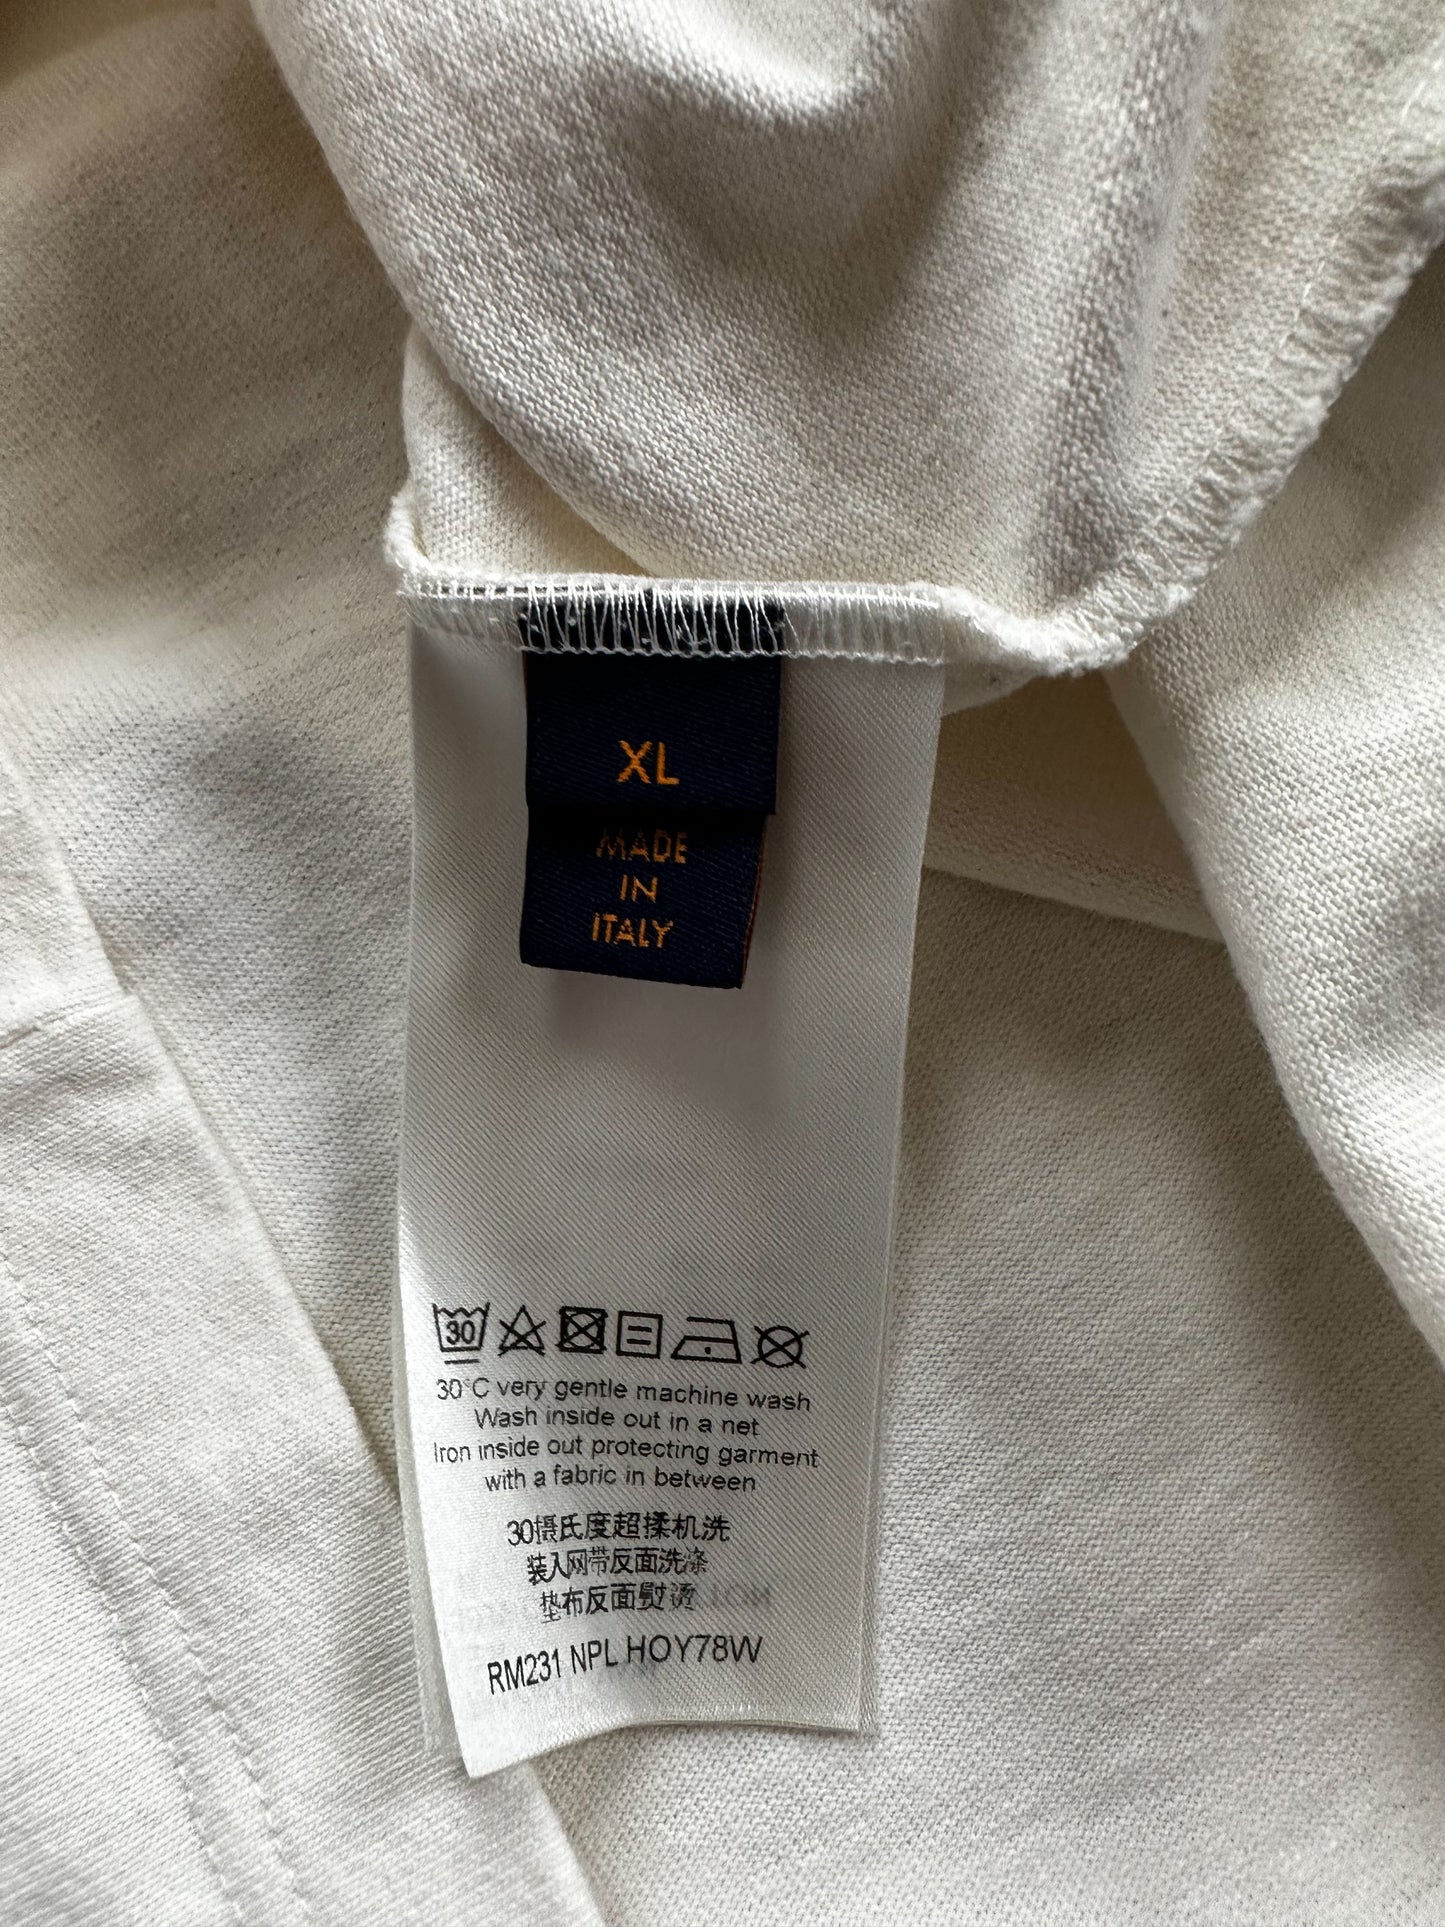 XL
MADE
IN
ITALY
30
30°C very gentle machine wash
Wash inside out in a net
Iron inside out protecting garment
with a fabric in between
30摄氏度超揉机洗
装入网带反面洗涤
垫布反面熨烫
RM231 NPL HOY78W